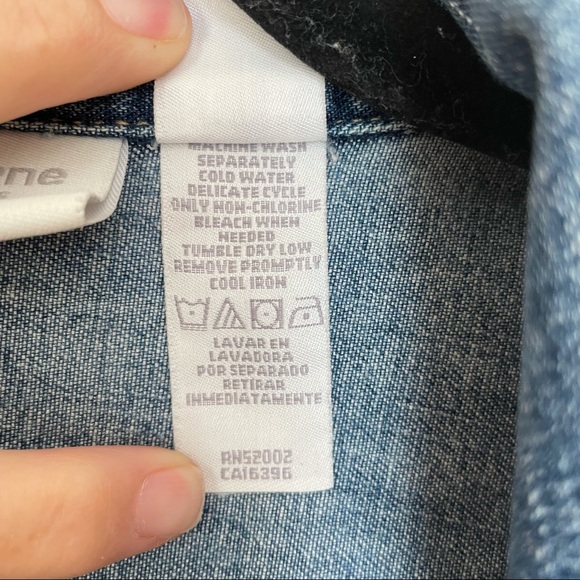 ne
MACHINE WASH
SEPARATELY
COLD WATER
DELICATE CYCLE
ONLY NON-CHLORINE
BLEACH WHEN
NEEDED
TUMBLE DRY LOW
REMOVE PROMPTLY
COOL IRON
LAVAR EN
LAVADORA
POR SEPARADO
RETIRAR
INMEDIATAMENTE
RN52002
CA16396